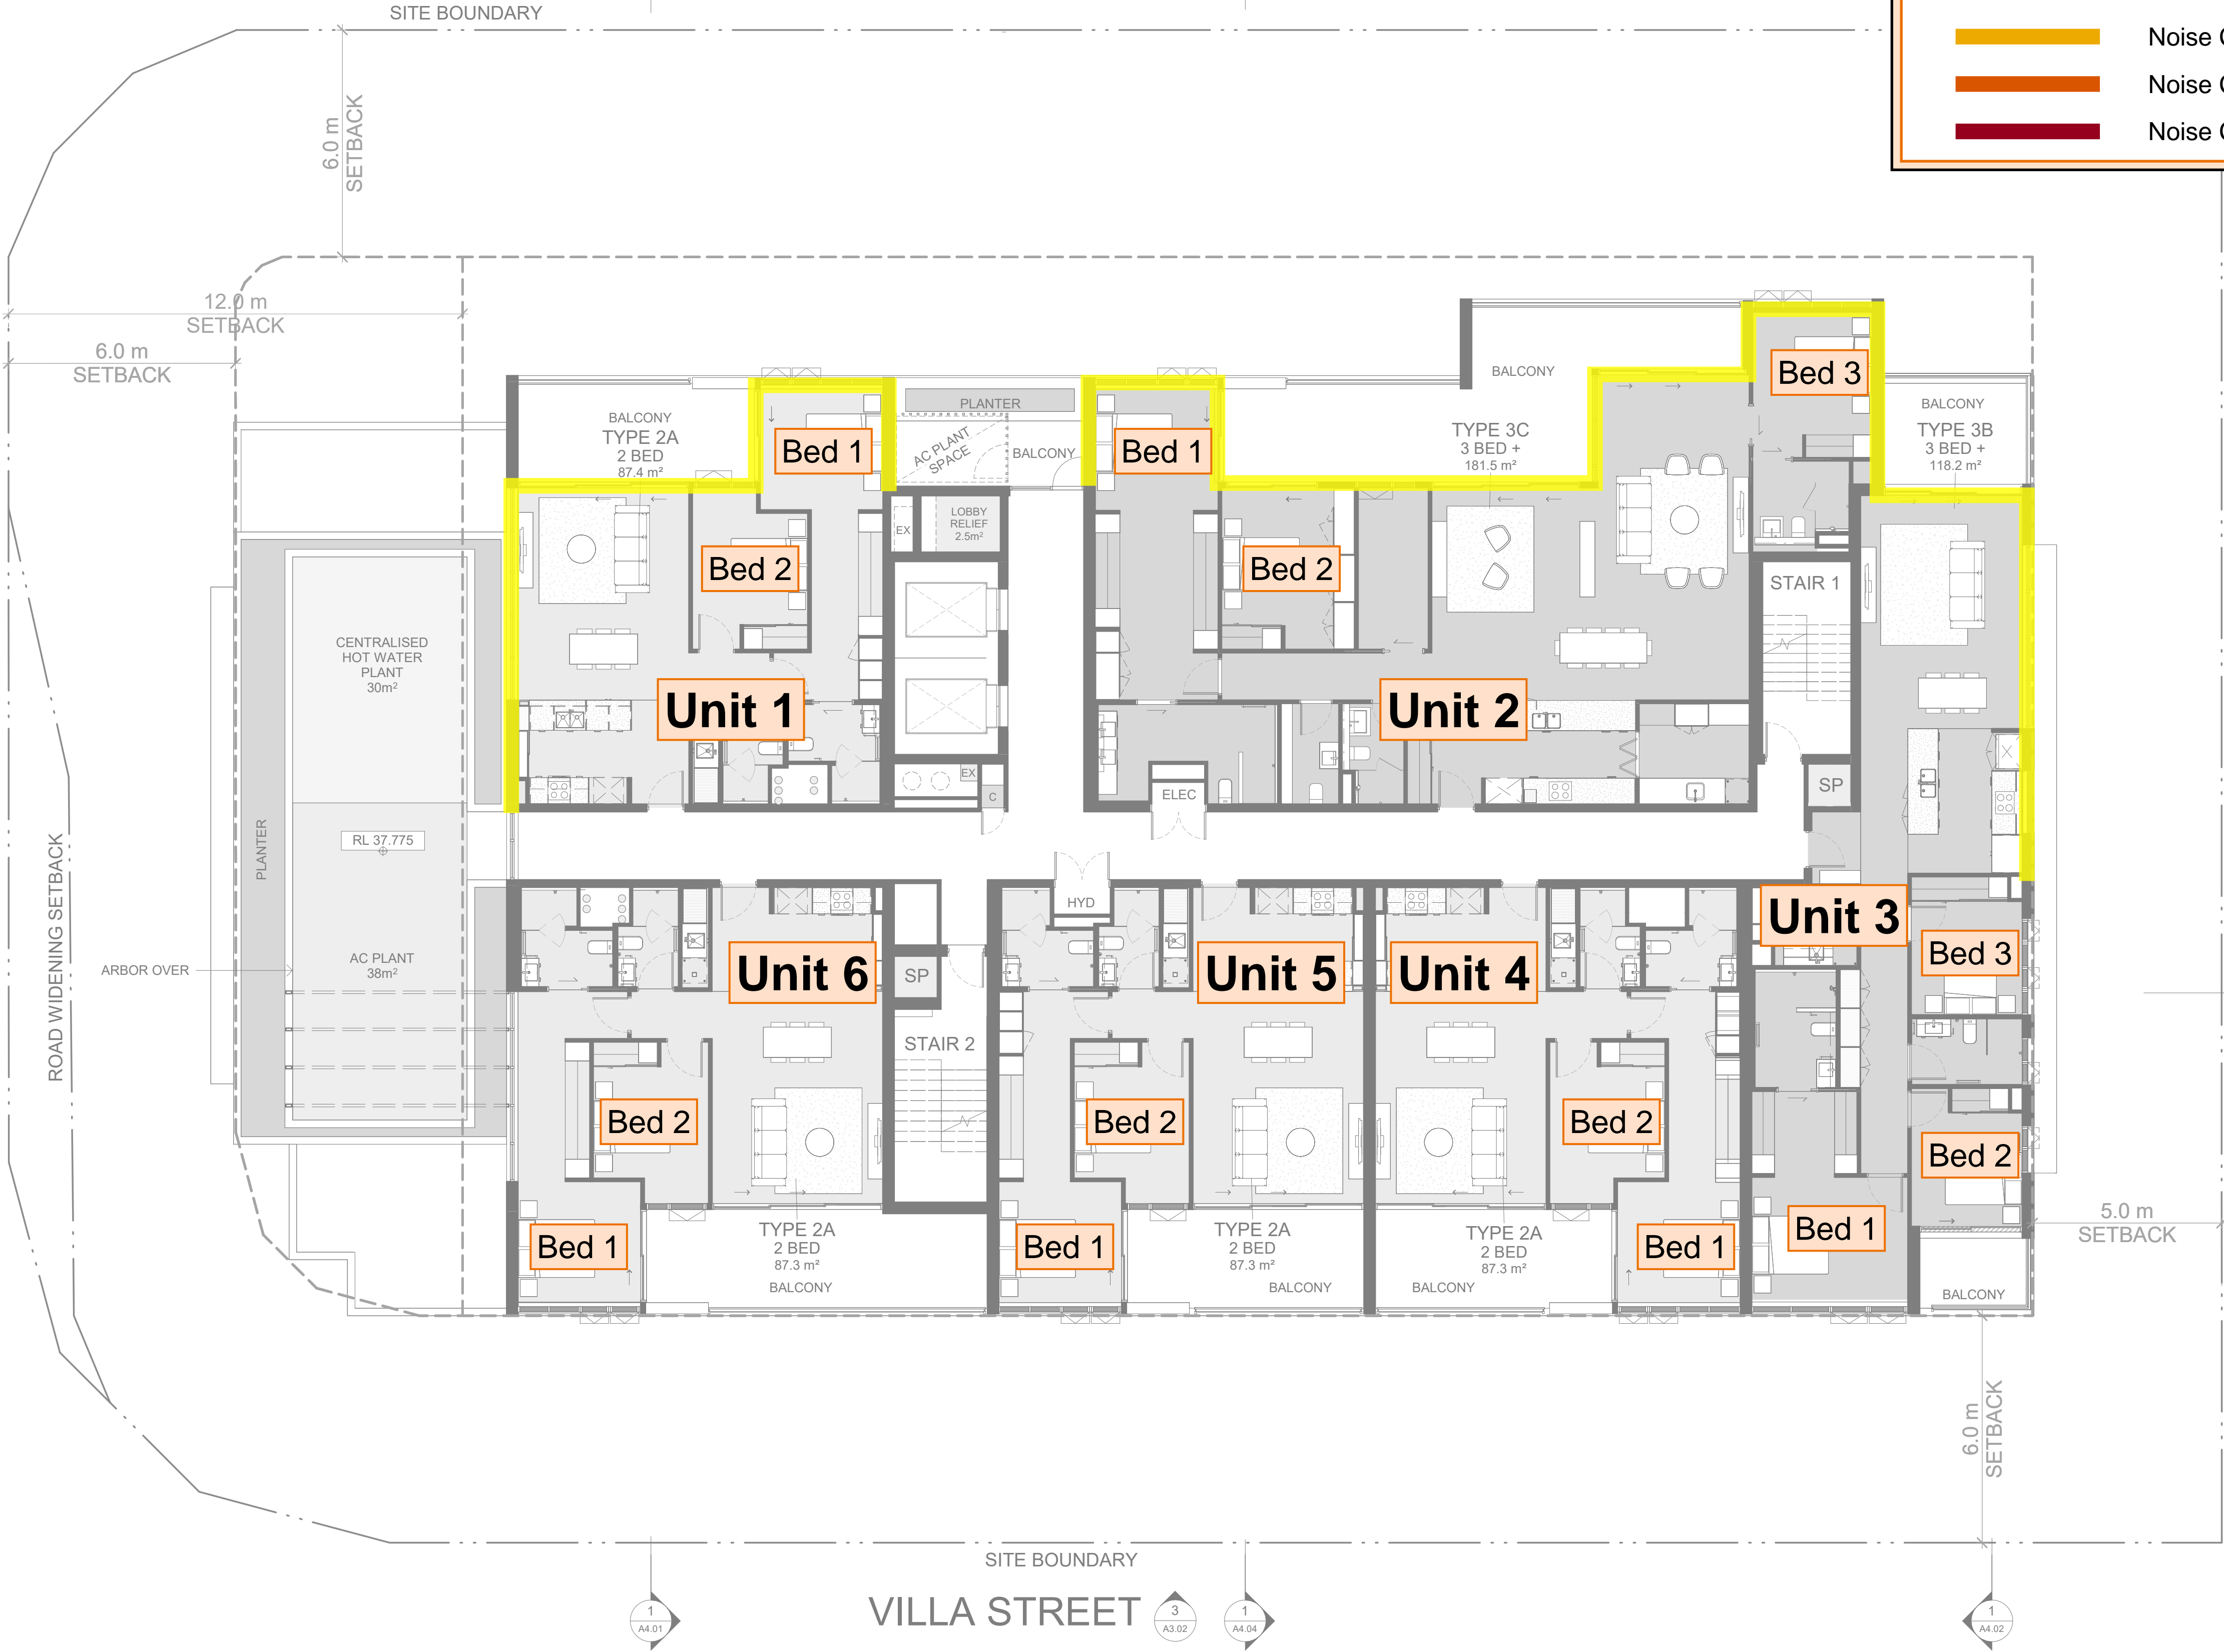 SITE BOUNDARY
Noise
Noise
Noise
6.0 m
SETBACK
12.0 m
SETBACK
6.0 m
SETBACK
BALCONY
TYPE 2A
2 BED
87.4 m²
Bed 1
PLANTER
AC PLANT
SPACE
BALCONY
Bed 1
BALCONY
TYPE 3C
3 BED +
181.5 m²
Bed 3
BALCONY
TYPE 3B
3 BED +
118.2 m²
EX
LOBBY
RELIEF
2.5m²
Bed 2
Bed 2
STAIR 1
CENTRALISED
HOT WATER
PLANT
30m²
Unit 1
Unit 2
EX
C
ELEC
SP
PLANTER
RL 37.775
ROAD WIDENING SETBACK
ARBOR OVER
AC PLANT
38m²
HYD
Unit 6
SP
Unit 5
Unit 4
Unit 3
Bed 3
STAIR 2
Bed 2
Bed 2
Bed 2
Bed 2
Bed 1
TYPE 2A
2 BED
87.3 m²
BALCONY
Bed 1
TYPE 2A
2 BED
87.3 m²
BALCONY
TYPE 2A
2 BED
87.3 m²
BALCONY
Bed 1
Bed 1
BALCONY
5.0 m
SETBACK
6.0 m
SETBACK
SITE BOUNDARY
VILLA STREET
1
A4.01
3
A3.02
1
A4.04
1
A4.02